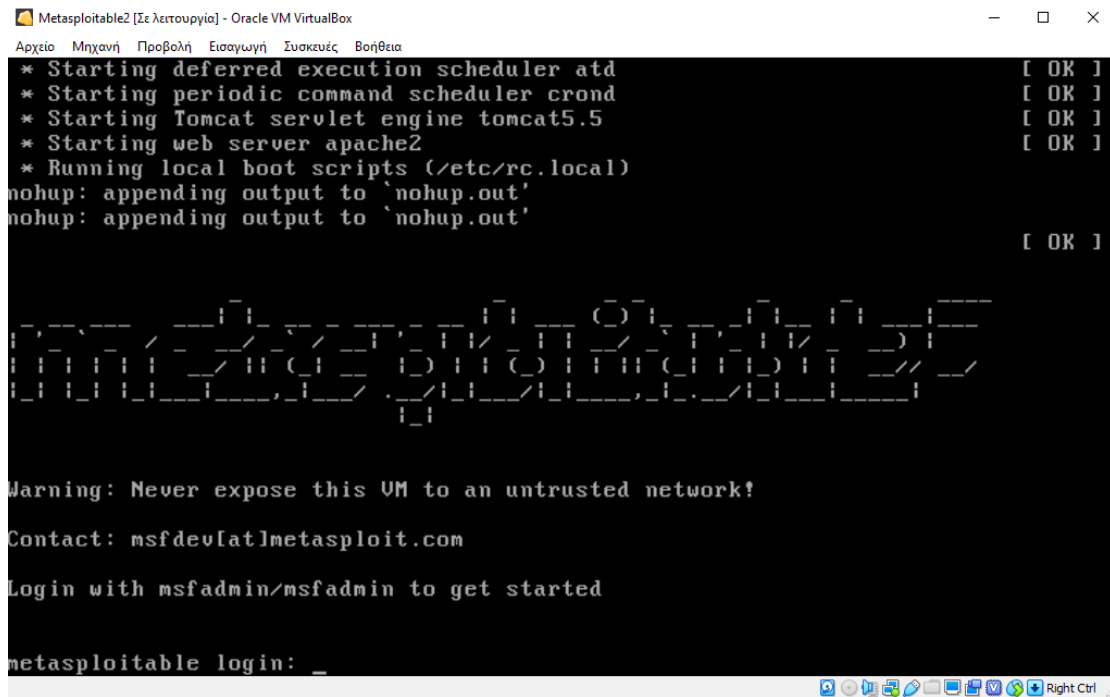 Metasploitable2 [Σε λειτουργία] - Oracle VM VirtualBox
Αρχείο Μηχανή Προβολή Εισαγωγή Συσκευές Βοήθεια
* Starting deferred execution scheduler atd [ OK ]
* Starting periodic command scheduler crond [ OK ]
* Starting Tomcat servlet engine tomcat5.5 [ OK ]
* Starting web server apache2 [ OK ]
* Running local boot scripts (/etc/rc.local)
nohup: appending output to `nohup.out'
nohup: appending output to `nohup.out'
[ OK ]
metasploitable2
Warning: Never expose this VM to an untrusted network!
Contact: msfdev[at]metasploit.com
Login with msfadmin/msfadmin to get started
metasploitable login: _
Right Ctrl